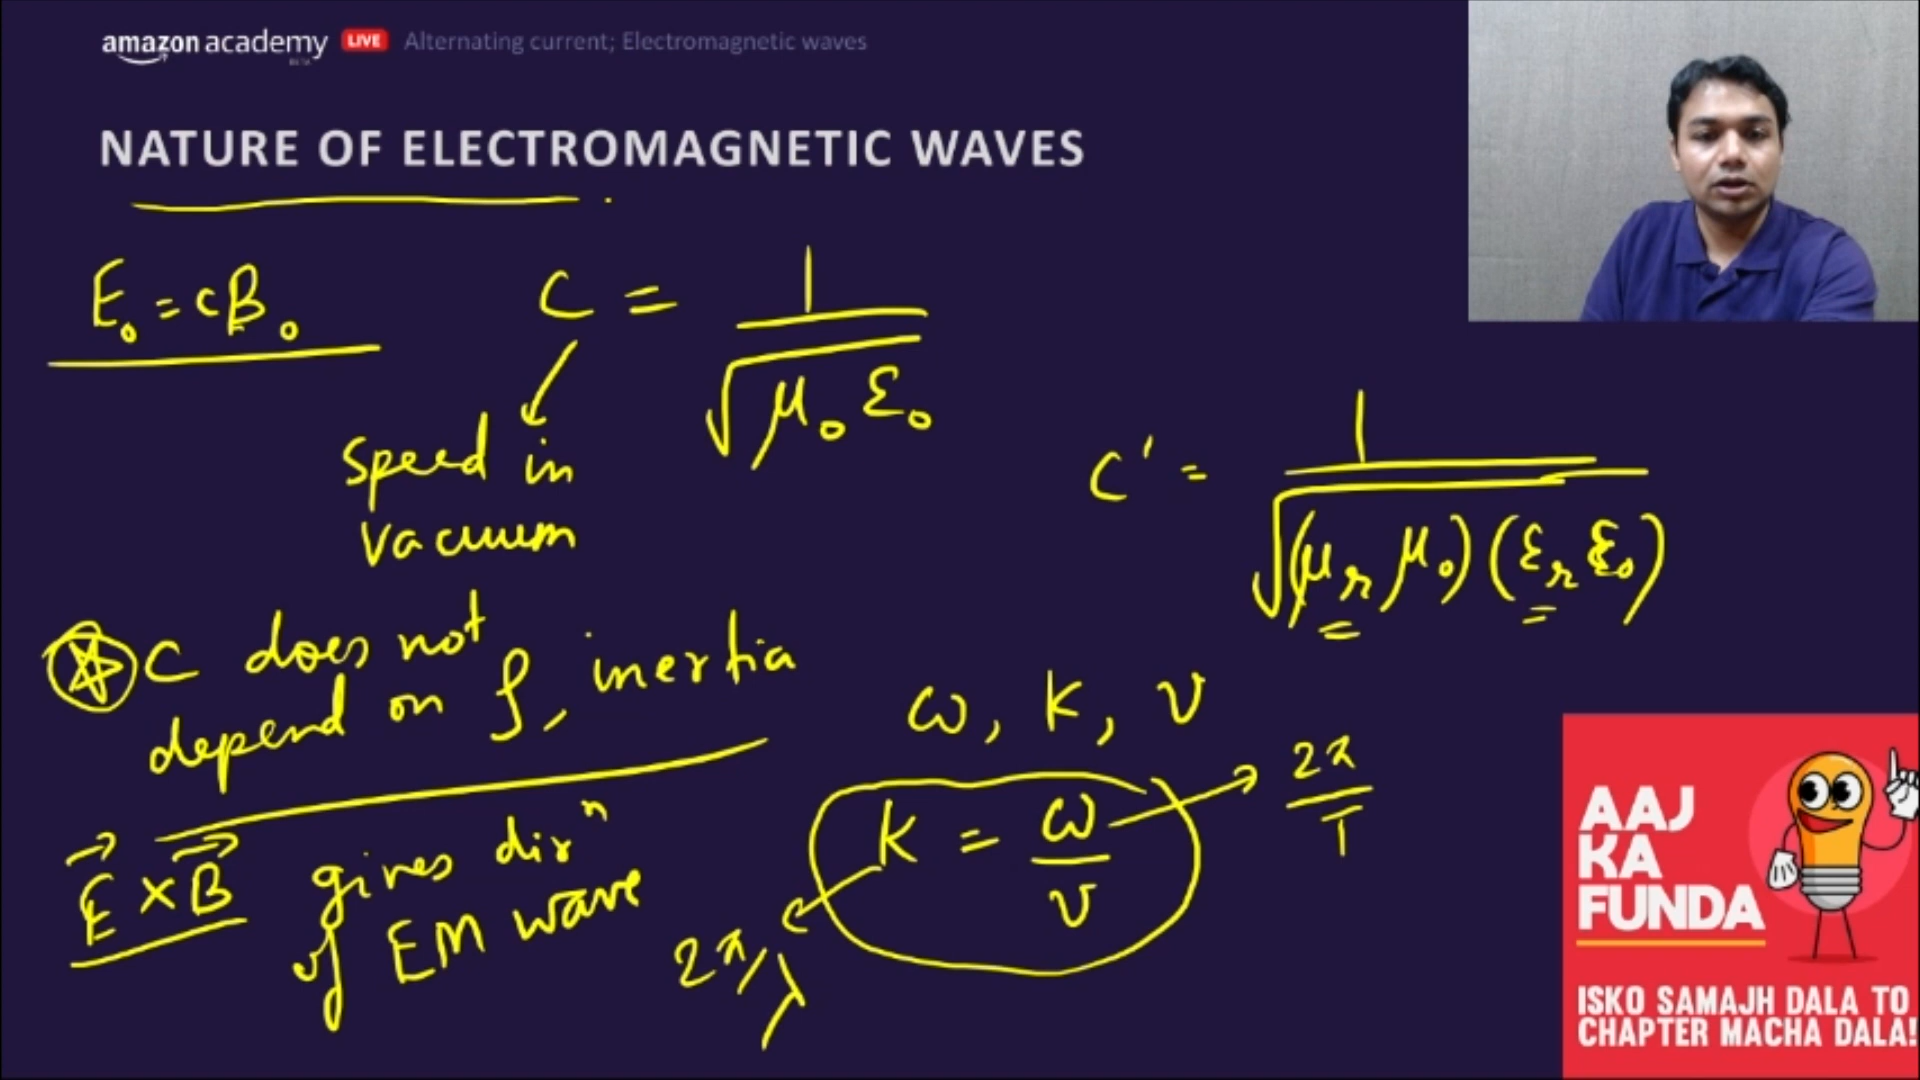 amazon academy LIVE Alternating current; Electromagnetic waves
BETA
NATURE OF ELECTROMAGNETIC WAVES
E₀ = cB₀
C = 1/√(μ₀ε₀)
speed in
vacuum
C' = 1/√((μᵣμ₀)(εᵣε₀))
C does not
depend on ρ, inertia
ω, K, v
K = ω/v
2π/T
2π/λ
E⃗ × B⃗ gives dirⁿ
of EM wave
AAJ
KA
FUNDA
ISKO SAMAJH DALA TO
CHAPTER MACHA DALA!